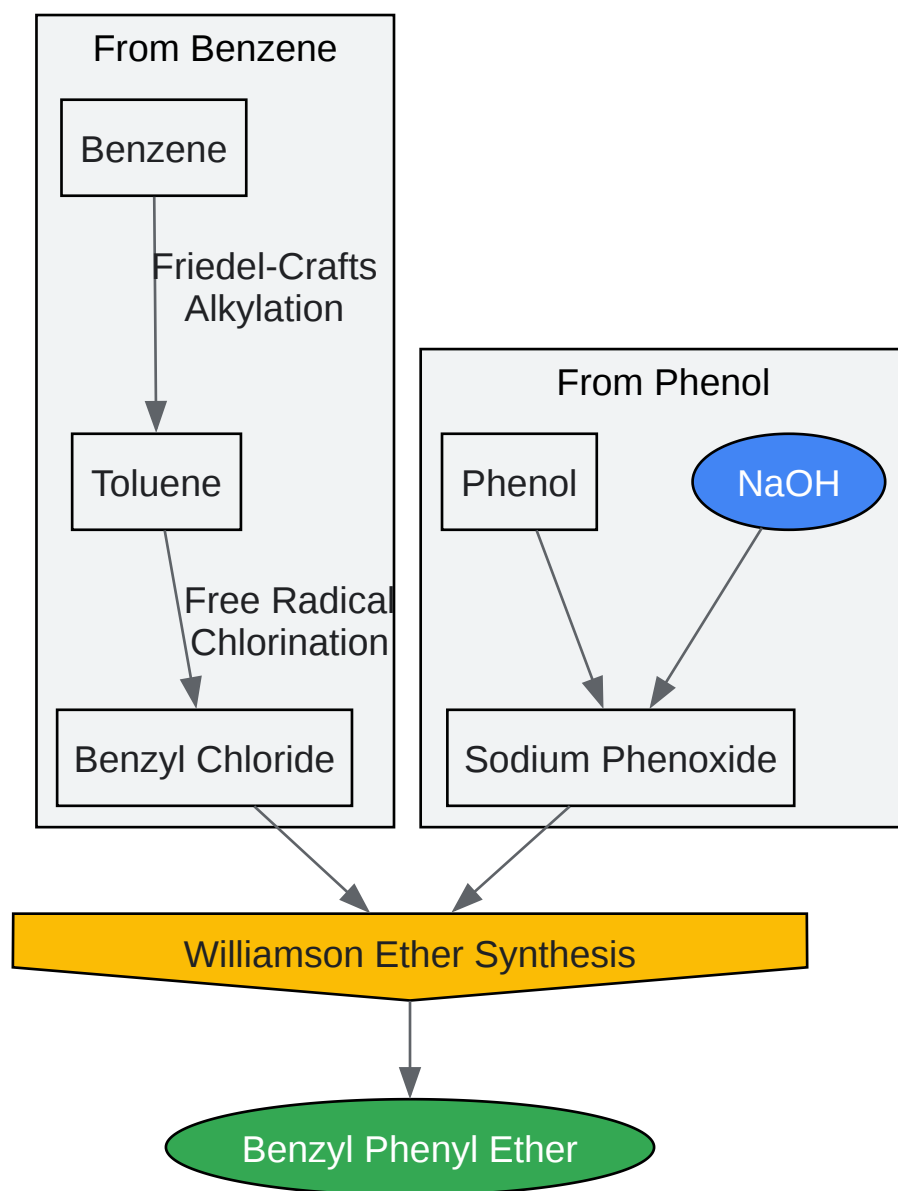 From Benzene
Benzene
Friedel-Crafts
Alkylation
Toluene
Free Radical
Chlorination
Benzyl Chloride
From Phenol
Phenol
NaOH
Sodium Phenoxide
Williamson Ether Synthesis
Benzyl Phenyl Ether